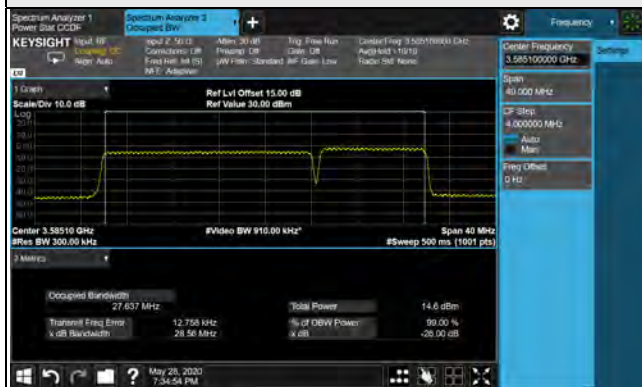 Spectrum Analyzer 1
Power Stat CCDF
Spectrum Analyzer 3
Occupied BW
Frequency
KEYSIGHT Input: RF
Coupling: DC
Align: Auto
Input Z: 50 Ω
Corrections: Off
Freq Ref: Int (S)
NFE: Adaptive
Atten: 30 dB
Preamp: Off
Trig: Free Run
Gate: Off
#IF Gain: Low
Center Freq: 3.585100000 GHz
Avg|Hold: >10/10
Radio Std: None
Center Frequency
3.585100000 GHz
Settings
Span
40.000 MHz
CF Step
4.000000 MHz
Auto
Man
Freq Offset
0 Hz
1 Graph
Scale/Div 10.0 dB
Ref Lvl Offset 15.00 dB
Ref Value 30.00 dBm
Log
Center 3.58510 GHz
#Res BW 300.00 kHz
#Video BW 910.00 kHz*
Span 40 MHz
#Sweep 500 ms (1001 pts)
2 Metrics
Occupied Bandwidth
27.637 MHz
Total Power
14.6 dBm
Transmit Freq Error
12.758 kHz
% of OBW Power
99.00 %
x dB Bandwidth
28.56 MHz
x dB
-26.00 dB
May 28, 2020
7:34:54 PM